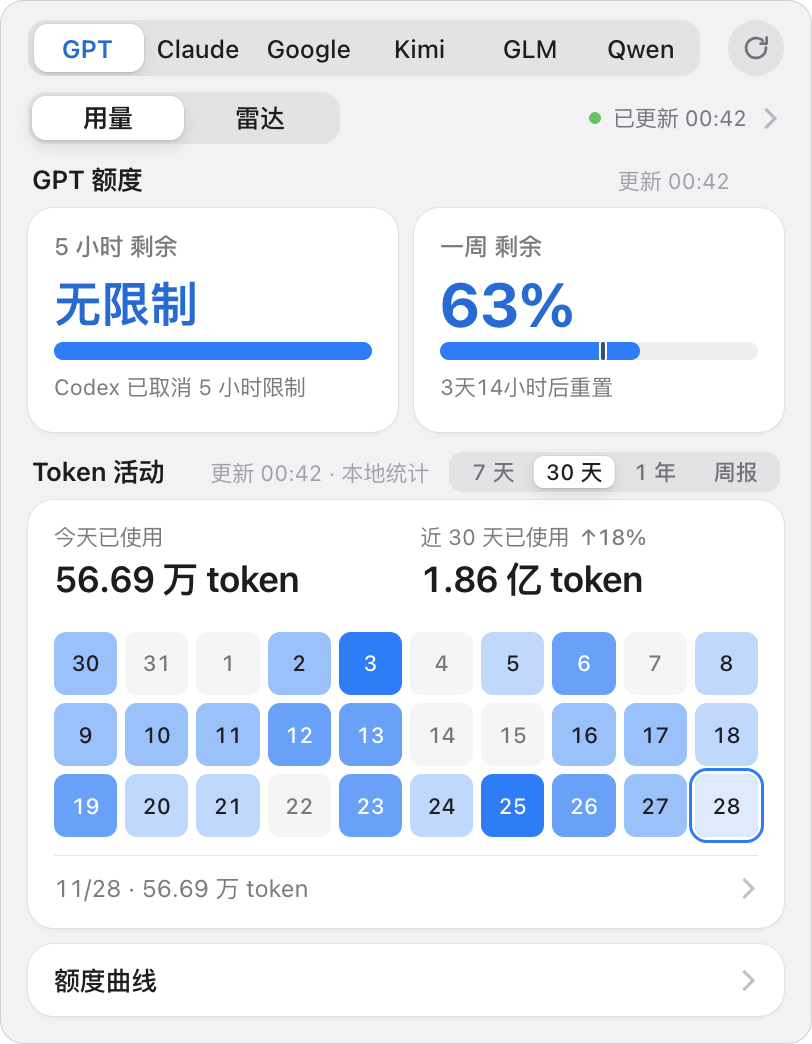 GPT Claude Google Kimi GLM Qwen
用量 雷达 已更新 00:42
GPT 额度 更新 00:42
5 小时 剩余
无限制
Codex 已取消 5 小时限制
一周 剩余
63%
3天14小时后重置
Token 活动 更新 00:42 · 本地统计 7 天 30 天 1 年 周报
今天已使用
56.69 万 token
近 30 天已使用 ↑18%
1.86 亿 token
30 31 1 2 3 4 5 6 7 8
9 10 11 12 13 14 15 16 17 18
19 20 21 22 23 24 25 26 27 28
11/28 · 56.69 万 token
额度曲线